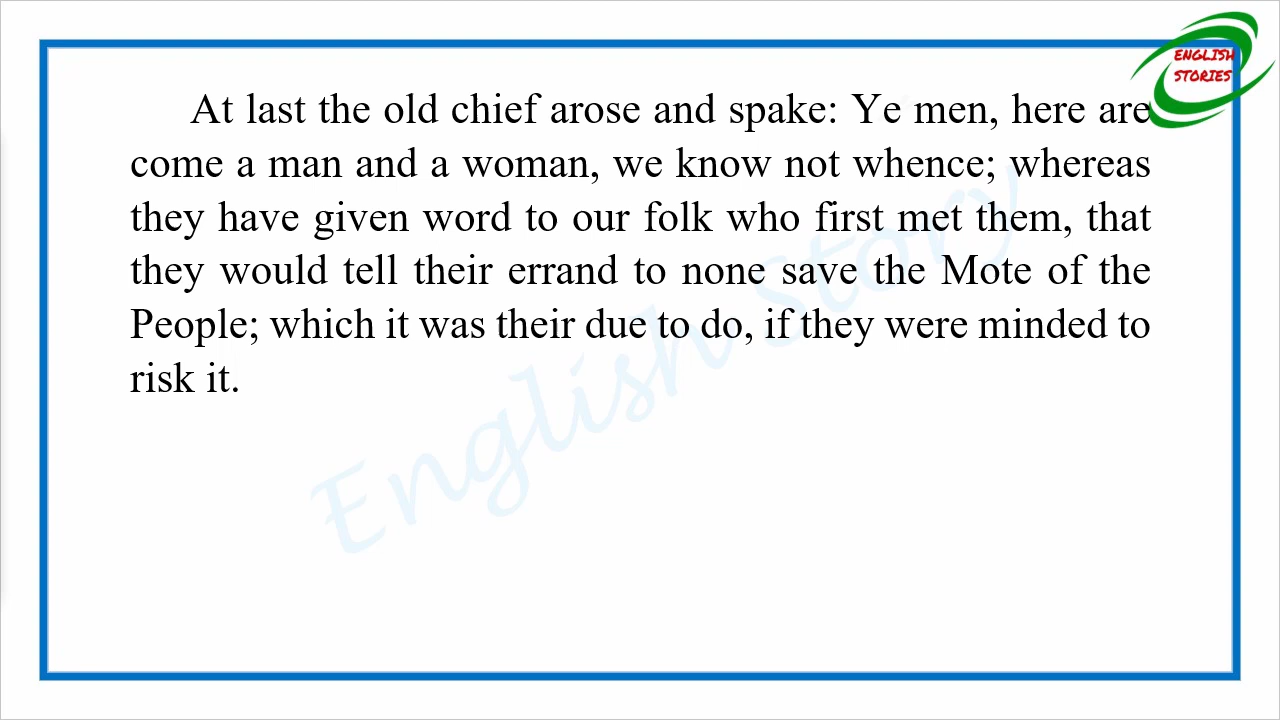 ENGLISH
STORIES
At last the old chief arose and spake: Ye men, here are
come a man and a woman, we know not whence; whereas
they have given word to our folk who first met them, that
they would tell their errand to none save the Mote of the
People; which it was their due to do, if they were minded to
risk it.
English Story